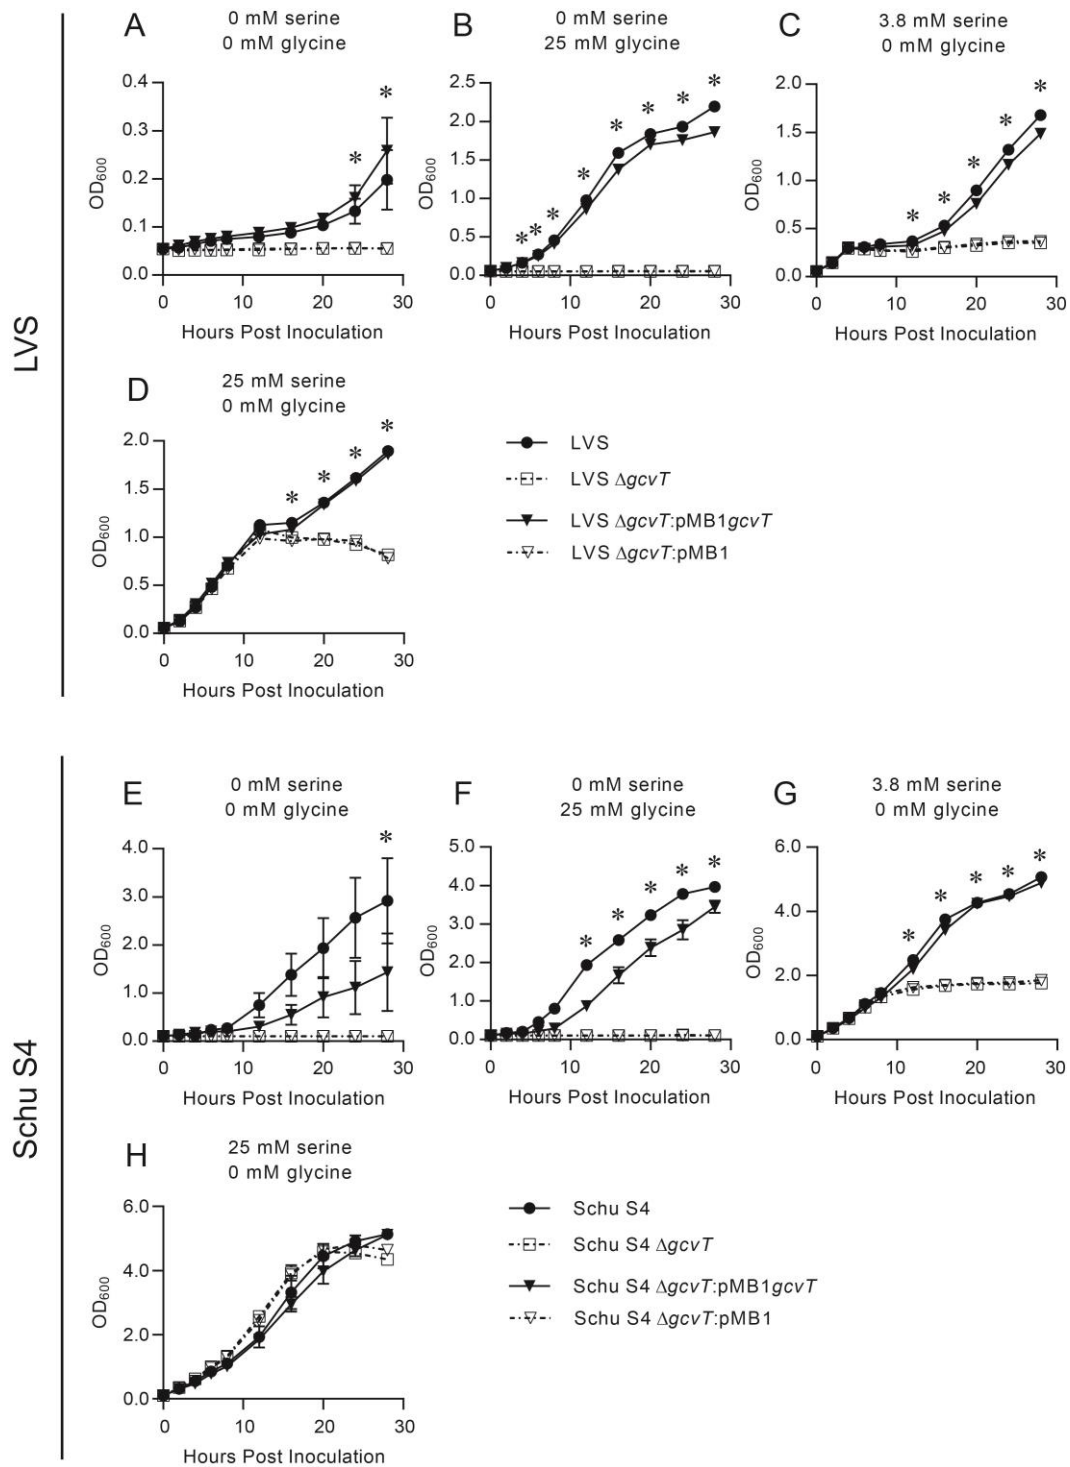 LVS
A
0 mM serine
0 mM glycine
OD600
0.4
0.3
0.2
0.1
0.0
*
*
0
10
20
30
Hours Post Inoculation
B
0 mM serine
25 mM glycine
OD600
2.5
2.0
1.5
1.0
0.5
0.0
* * * * * * * *
0
10
20
30
Hours Post Inoculation
C
3.8 mM serine
0 mM glycine
OD600
2.0
1.5
1.0
0.5
0.0
* * * * *
0
10
20
30
Hours Post Inoculation
D
25 mM serine
0 mM glycine
OD600
2.0
1.5
1.0
0.5
0.0
* * * *
0
10
20
30
Hours Post Inoculation
LVS
LVS ΔgcvT
LVS ΔgcvT:pMB1gcvT
LVS ΔgcvT:pMB1
Schu S4
E
0 mM serine
0 mM glycine
OD600
4.0
3.0
2.0
1.0
0.0
*
0
10
20
30
Hours Post Inoculation
F
0 mM serine
25 mM glycine
OD600
5.0
4.0
3.0
2.0
1.0
0.0
* * * * *
0
10
20
30
Hours Post Inoculation
G
3.8 mM serine
0 mM glycine
OD600
6.0
4.0
2.0
0.0
* * * * *
0
10
20
30
Hours Post Inoculation
H
25 mM serine
0 mM glycine
OD600
6.0
4.0
2.0
0.0
0
10
20
30
Hours Post Inoculation
Schu S4
Schu S4 ΔgcvT
Schu S4 ΔgcvT:pMB1gcvT
Schu S4 ΔgcvT:pMB1